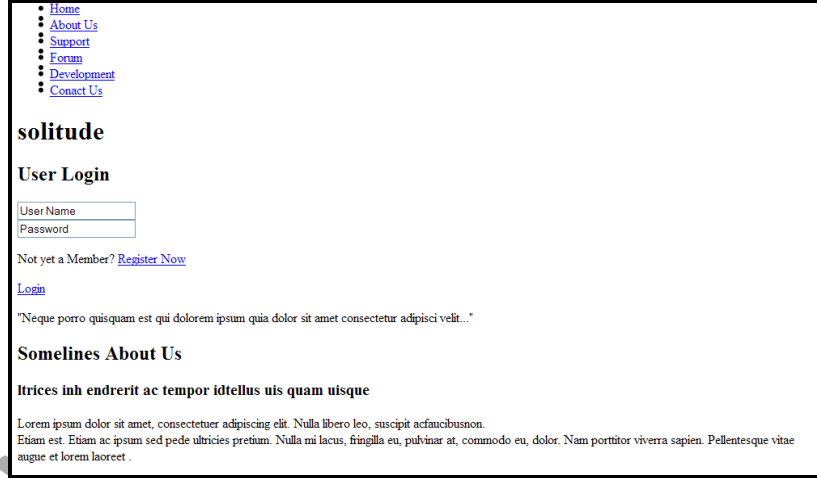 Home
About Us
Support
Forum
Development
Conact Us
solitude
User Login
User Name
Password
Not yet a Member? Register Now
Login
"Neque porro quisquam est qui dolorem ipsum quia dolor sit amet consectetur adipisci velit..."
Somelines About Us
ltrices inh endrerit ac tempor idtellus uis quam uisque
Lorem ipsum dolor sit amet, consectetuer adipiscing elit. Nulla libero leo, suscipit acfaucibusnon.
Etiam est. Etiam ac ipsum sed pede ultricies pretium. Nulla mi lacus, fringilla eu, pulvinar at, commodo eu, dolor. Nam porttitor viverra sapien. Pellentesque vitae
augue et lorem laoreet .